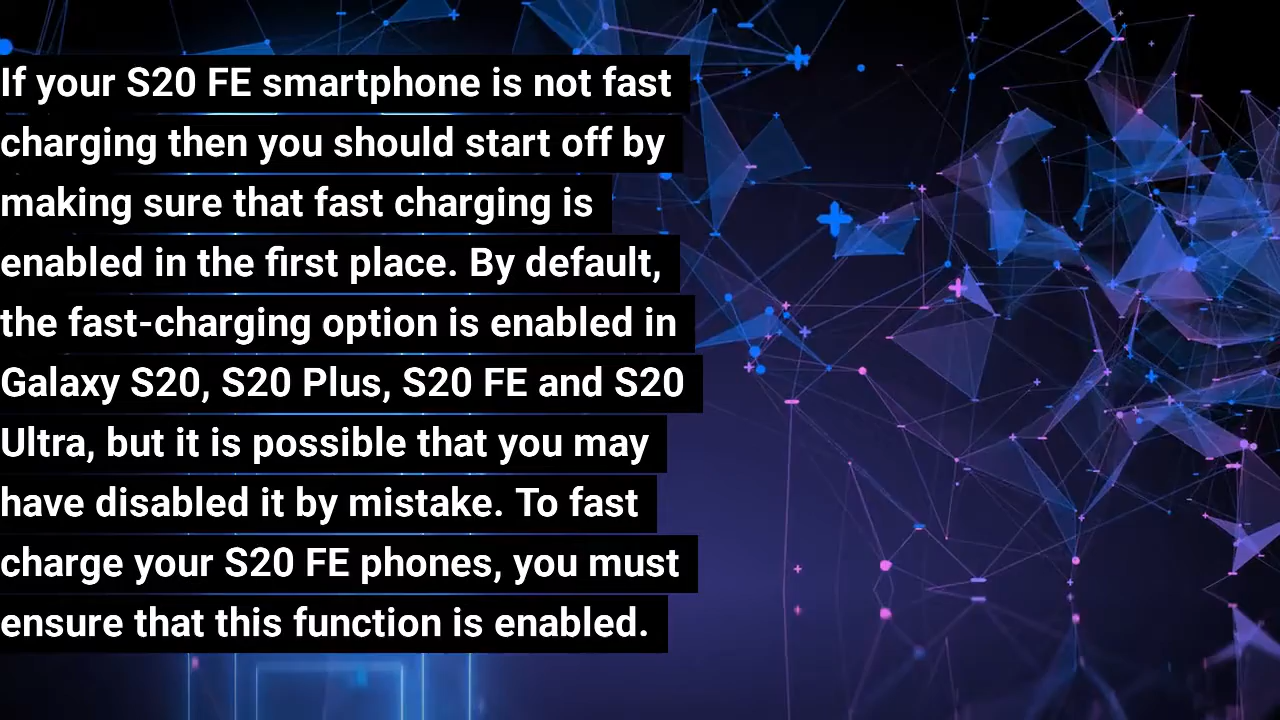 If your S20 FE smartphone is not fast
charging then you should start off by
making sure that fast charging is
enabled in the first place. By default,
the fast-charging option is enabled in
Galaxy S20, S20 Plus, S20 FE and S20
Ultra, but it is possible that you may
have disabled it by mistake. To fast
charge your S20 FE phones, you must
ensure that this function is enabled.